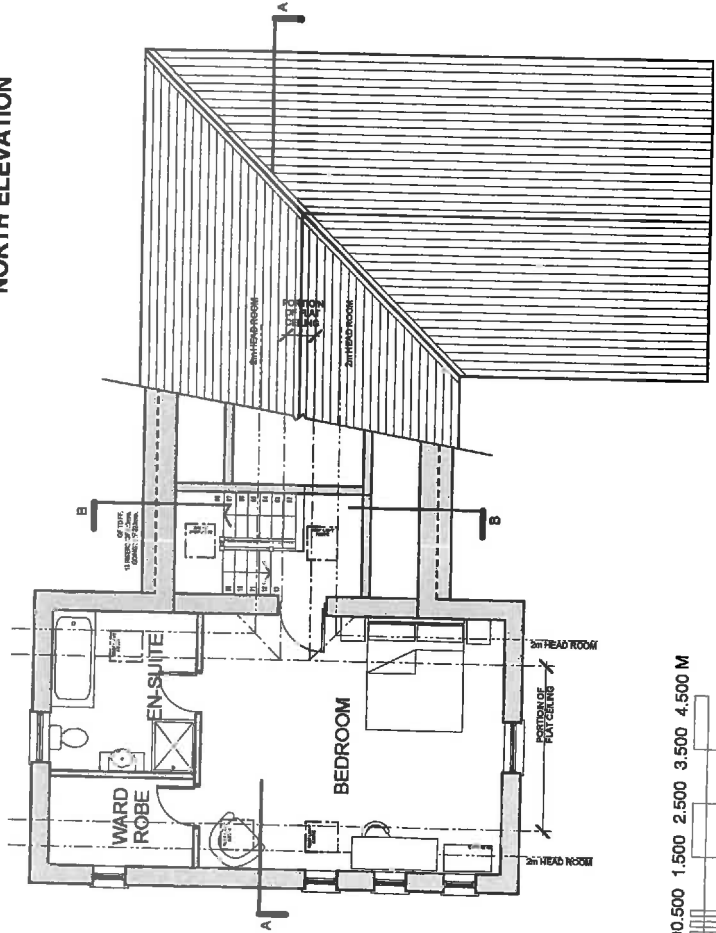 NORTH ELEVATION
A
2m HEAD ROOM
PORTION
OF FLAT
CEILING
2m HEAD ROOM
B
B
EN-SUITE
WARD
ROBE
BEDROOM
2m HEAD ROOM
PORTION OF
FLAT CEILING
2m HEAD ROOM
A
00.500 1.500 2.500 3.500 4.500 M